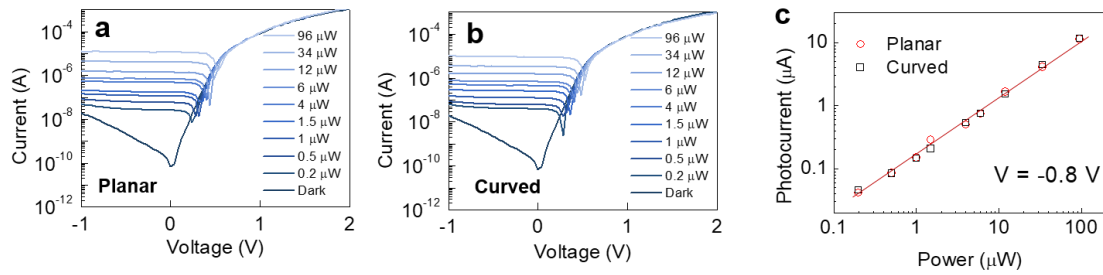 a
Current (A)
10⁻⁴
10⁻⁶
10⁻⁸
10⁻¹⁰
10⁻¹²
96 μW
34 μW
12 μW
6 μW
4 μW
1.5 μW
1 μW
0.5 μW
0.2 μW
Dark
Planar
-1
0
1
2
Voltage (V)
b
Current (A)
10⁻⁴
10⁻⁶
10⁻⁸
10⁻¹⁰
10⁻¹²
96 μW
34 μW
12 μW
6 μW
4 μW
1.5 μW
1 μW
0.5 μW
0.2 μW
Dark
Curved
-1
0
1
2
Voltage (V)
c
Photocurrent (μA)
10
1
0.1
Planar
Curved
V = -0.8 V
0.1
1
10
100
Power (μW)